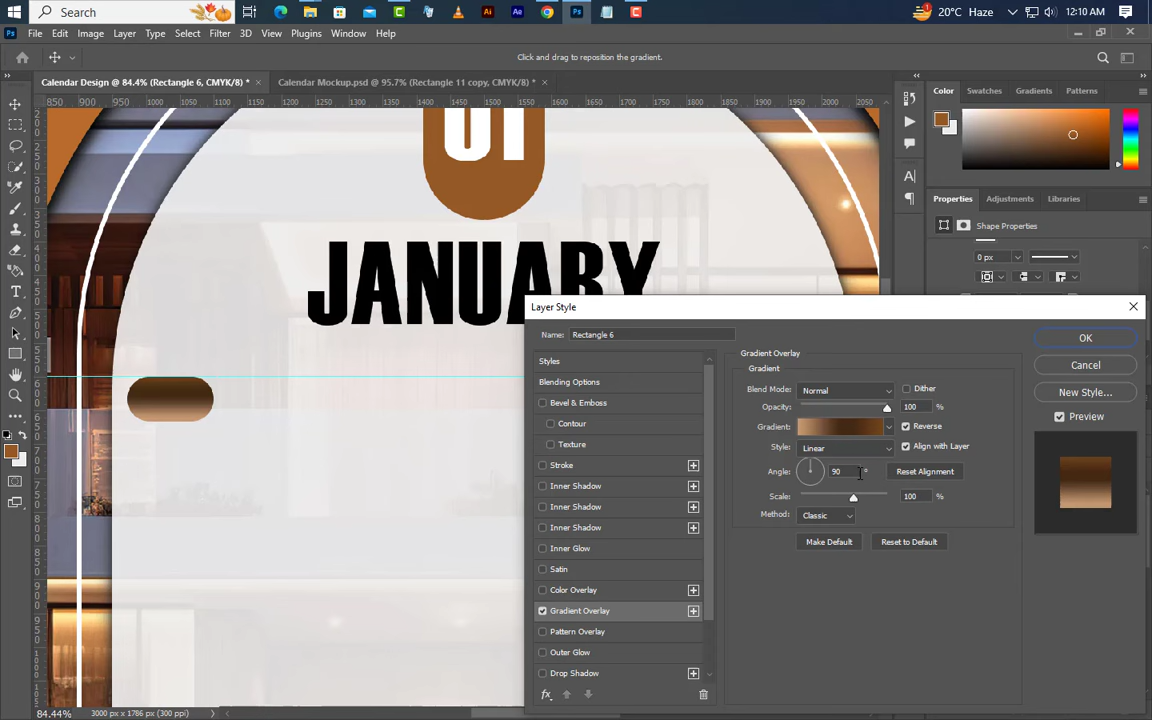 Search
20°C Haze
12:10 AM
File Edit Image Layer Type Select Filter 3D View Plugins Window Help
Click and drag to reposition the gradient.
Calendar Design @ 84.4% (Rectangle 6, CMYK/8) *
Calendar Mockup.psd @ 95.7% (Rectangle 11 copy, CMYK/8) *
850 900 950 1000 1050 1100 1150 1200 1250 1300 1350 1400 1450 1500 1550 1600 1650 1700 1750 1800 1850 1900 1950 2000 2050
01
JANUARY
Color Swatches Gradients Patterns
Properties Adjustments Libraries
Shape Properties
0 px
Layer Style
Name: Rectangle 6
Styles
Blending Options
Bevel & Emboss
Contour
Texture
Stroke
Inner Shadow
Inner Shadow
Inner Shadow
Inner Glow
Satin
Color Overlay
Gradient Overlay
Pattern Overlay
Outer Glow
Drop Shadow
Gradient Overlay
Gradient
Blend Mode: Normal Dither
Opacity: 100 %
Gradient: Reverse
Style: Linear Align with Layer
Angle: 90 ° Reset Alignment
Scale: 100 %
Method: Classic
Make Default Reset to Default
OK
Cancel
New Style...
Preview
84.44% 3000 px x 1786 px (300 ppi)